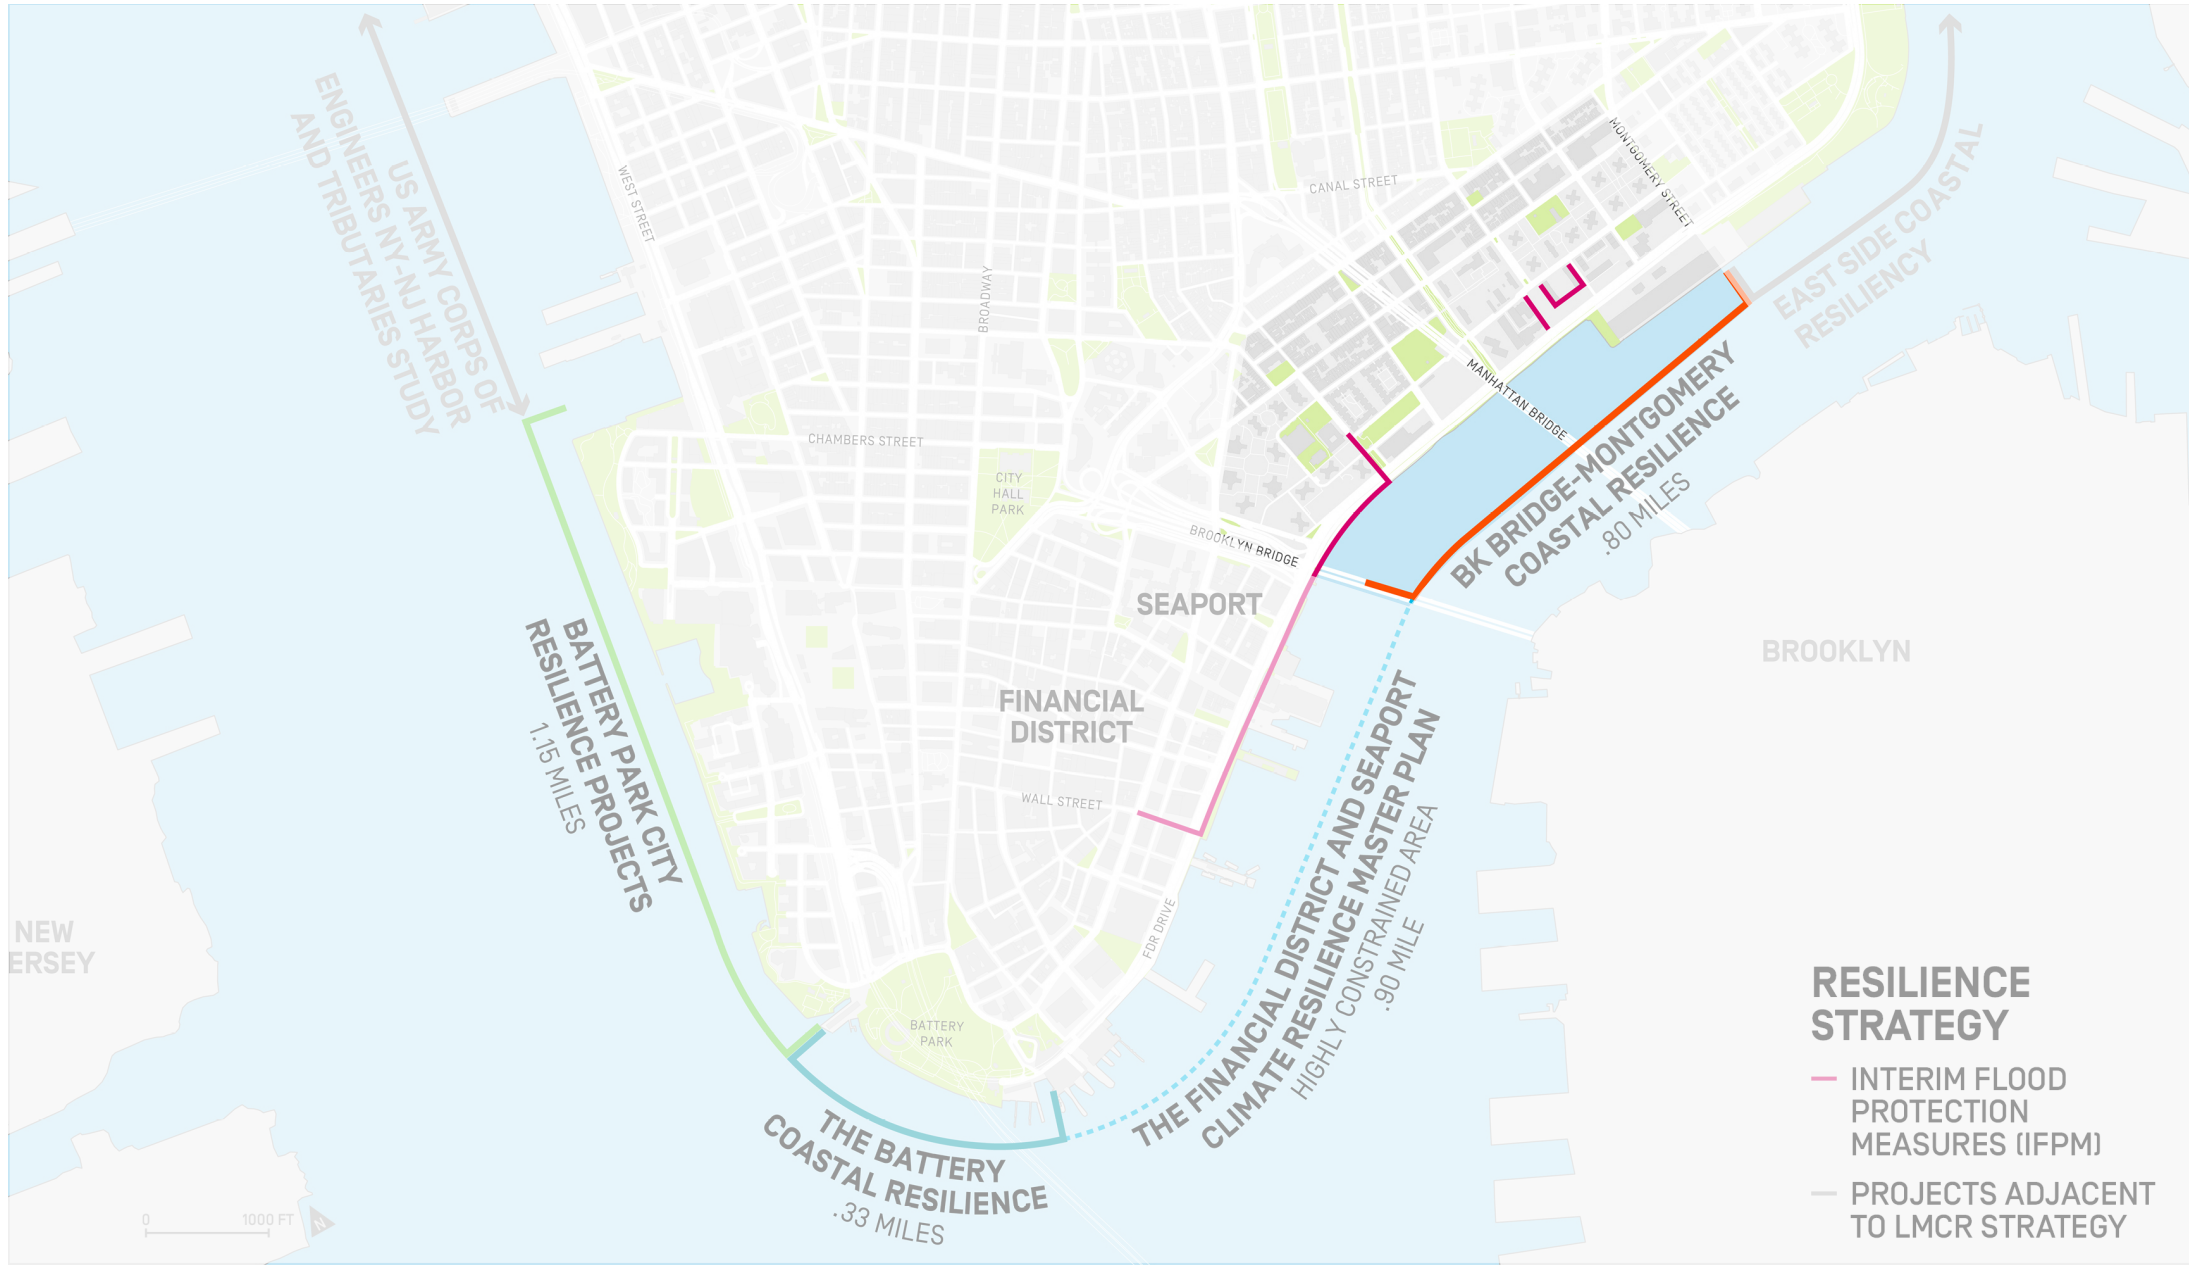 US ARMY CORPS OF
ENGINEERS NY-NJ HARBOR
AND TRIBUTARIES STUDY
WEST STREET
BROADWAY
CANAL STREET
MONTGOMERY STREET
EAST SIDE COASTAL
RESILIENCY
CHAMBERS STREET
CITY
HALL
PARK
MANHATTAN BRIDGE
BROOKLYN BRIDGE
BK BRIDGE-MONTGOMERY
COASTAL RESILIENCE
.80 MILES
SEAPORT
BROOKLYN
FINANCIAL
DISTRICT
BATTERY PARK CITY
RESILIENCE PROJECTS
1.15 MILES
WALL STREET
FDR DRIVE
THE FINANCIAL DISTRICT AND SEAPORT
CLIMATE RESILIENCE MASTER PLAN
HIGHLY CONSTRAINED AREA
.90 MILE
NEW
ERSEY
BATTERY
PARK
THE BATTERY
COASTAL RESILIENCE
.33 MILES
0 1000 FT
N
RESILIENCE
STRATEGY
INTERIM FLOOD
PROTECTION
MEASURES (IFPM)
PROJECTS ADJACENT
TO LMCR STRATEGY